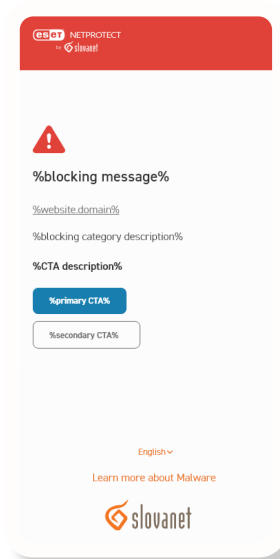 eset NETPROTECT
by slovanet
%blocking message%
%website.domain%
%blocking category description%
%CTA description%
%primary CTA%
%secondary CTA%
English
Learn more about Malware
slovanet